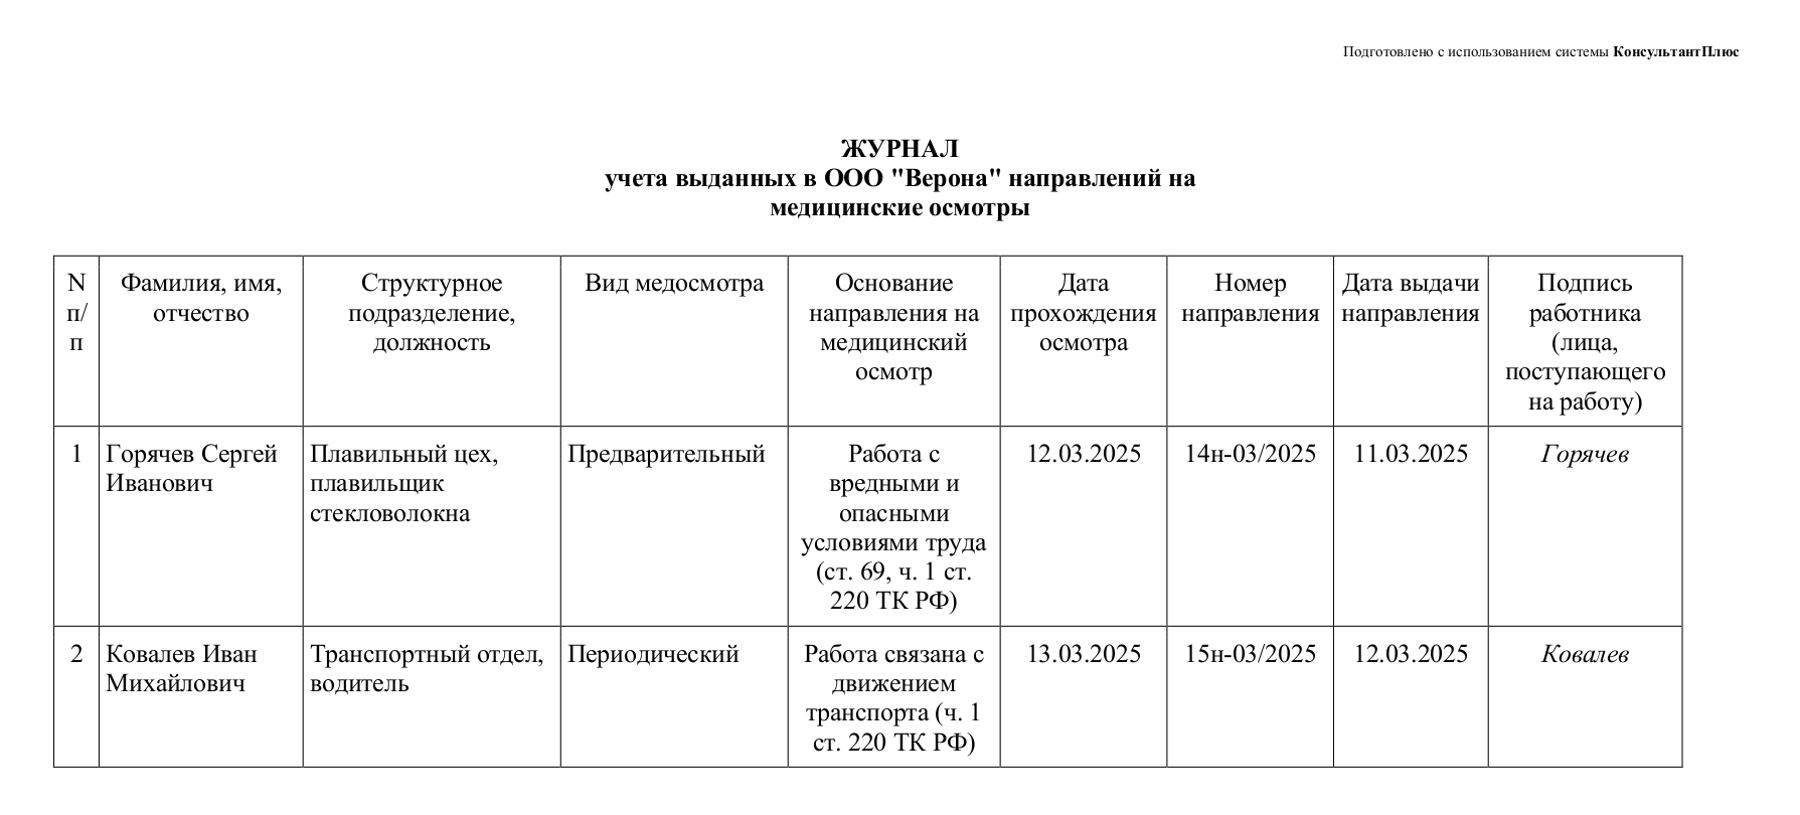 Подготовлено с использованием системы КонсультантПлюс
ЖУРНАЛ
учета выданных в ООО "Верона" направлений на
медицинские осмотры
N
п/
п
Фамилия, имя,
отчество
Структурное
подразделение,
должность
Вид медосмотра
Основание
направления на
медицинский
осмотр
Дата
прохождения
осмотра
Номер
направления
Дата выдачи
направления
Подпись
работника
(лица,
поступающего
на работу)
1
Горячев Сергей
Иванович
Плавильный цех,
плавильщик
стекловолокна
Предварительный
Работа с
вредными и
опасными
условиями труда
(ст. 69, ч. 1 ст.
220 ТК РФ)
12.03.2025
14н-03/2025
11.03.2025
Горячев
2
Ковалев Иван
Михайлович
Транспортный отдел,
водитель
Периодический
Работа связана с
движением
транспорта (ч. 1
ст. 220 ТК РФ)
13.03.2025
15н-03/2025
12.03.2025
Ковалев